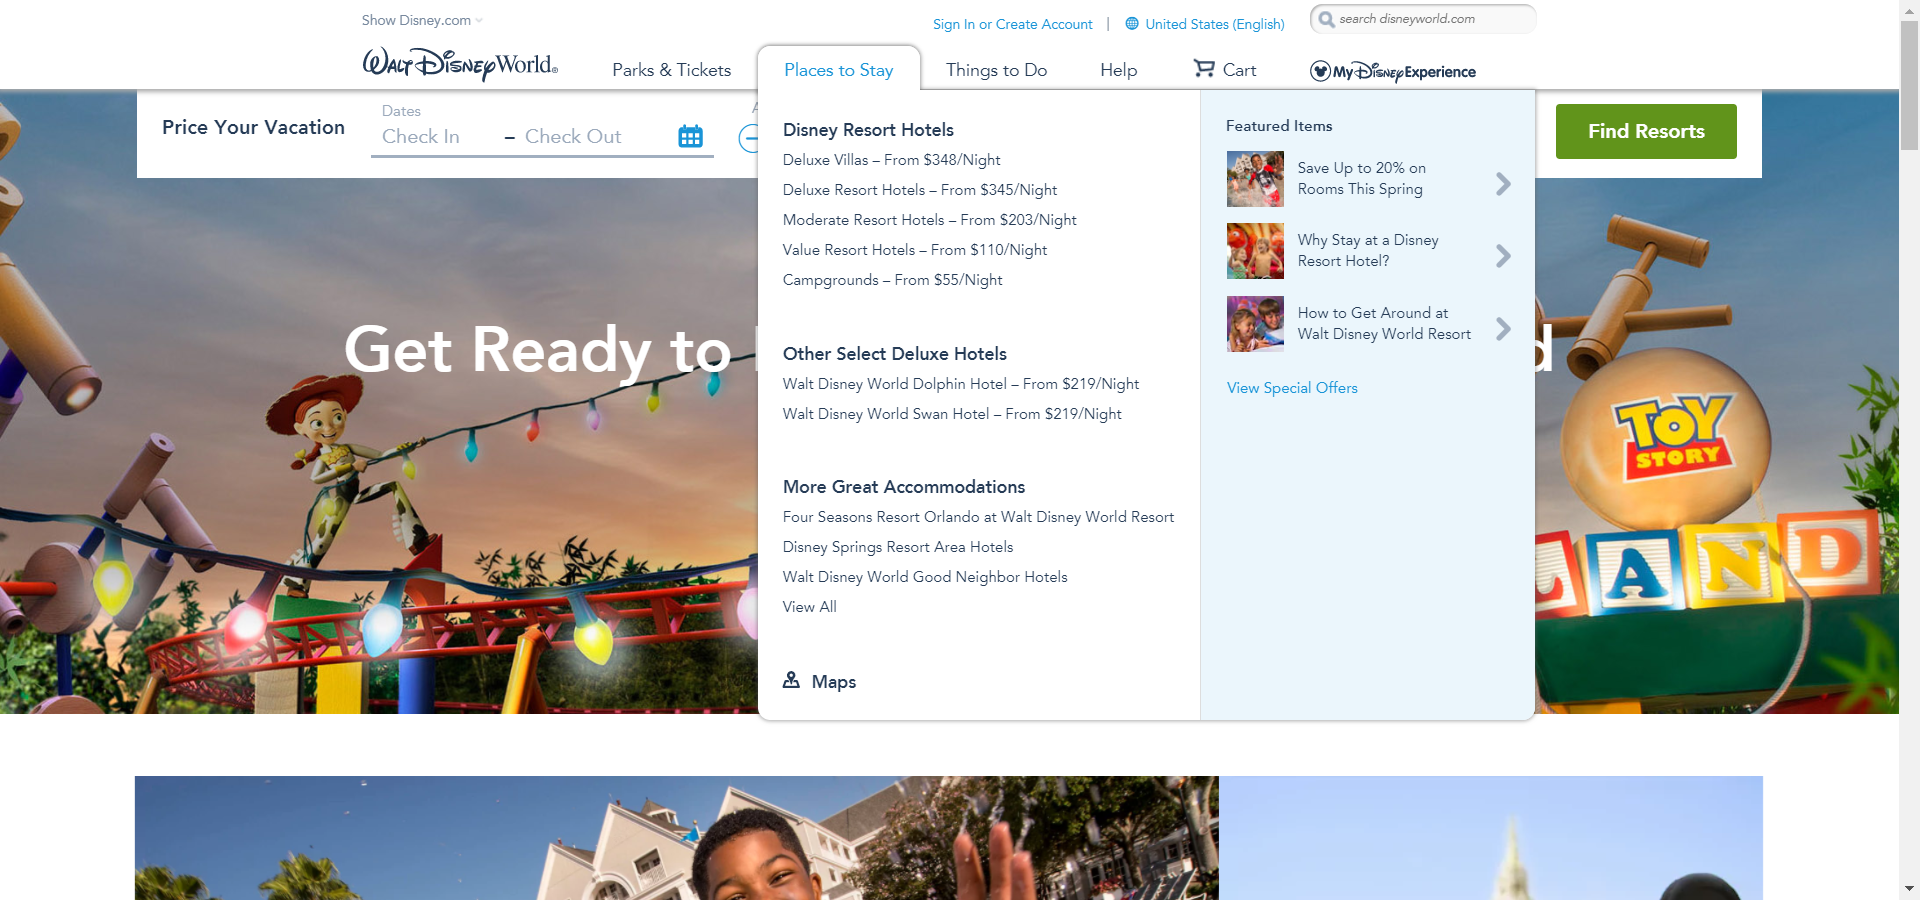 Show Disney.com
Sign In or Create Account | United States (English)
search disneyworld.com
Walt Disney World®
Parks & Tickets
Places to Stay
Things to Do
Help
Cart
My Disney Experience
Price Your Vacation
Dates
Check In – Check Out
Find Resorts
Disney Resort Hotels
Deluxe Villas – From $348/Night
Deluxe Resort Hotels – From $345/Night
Moderate Resort Hotels – From $203/Night
Value Resort Hotels – From $110/Night
Campgrounds – From $55/Night
Other Select Deluxe Hotels
Walt Disney World Dolphin Hotel – From $219/Night
Walt Disney World Swan Hotel – From $219/Night
More Great Accommodations
Four Seasons Resort Orlando at Walt Disney World Resort
Disney Springs Resort Area Hotels
Walt Disney World Good Neighbor Hotels
View All
Maps
Featured Items
Save Up to 20% on
Rooms This Spring
Why Stay at a Disney
Resort Hotel?
How to Get Around at
Walt Disney World Resort
View Special Offers
Get Ready to
TOY
STORY
LAND